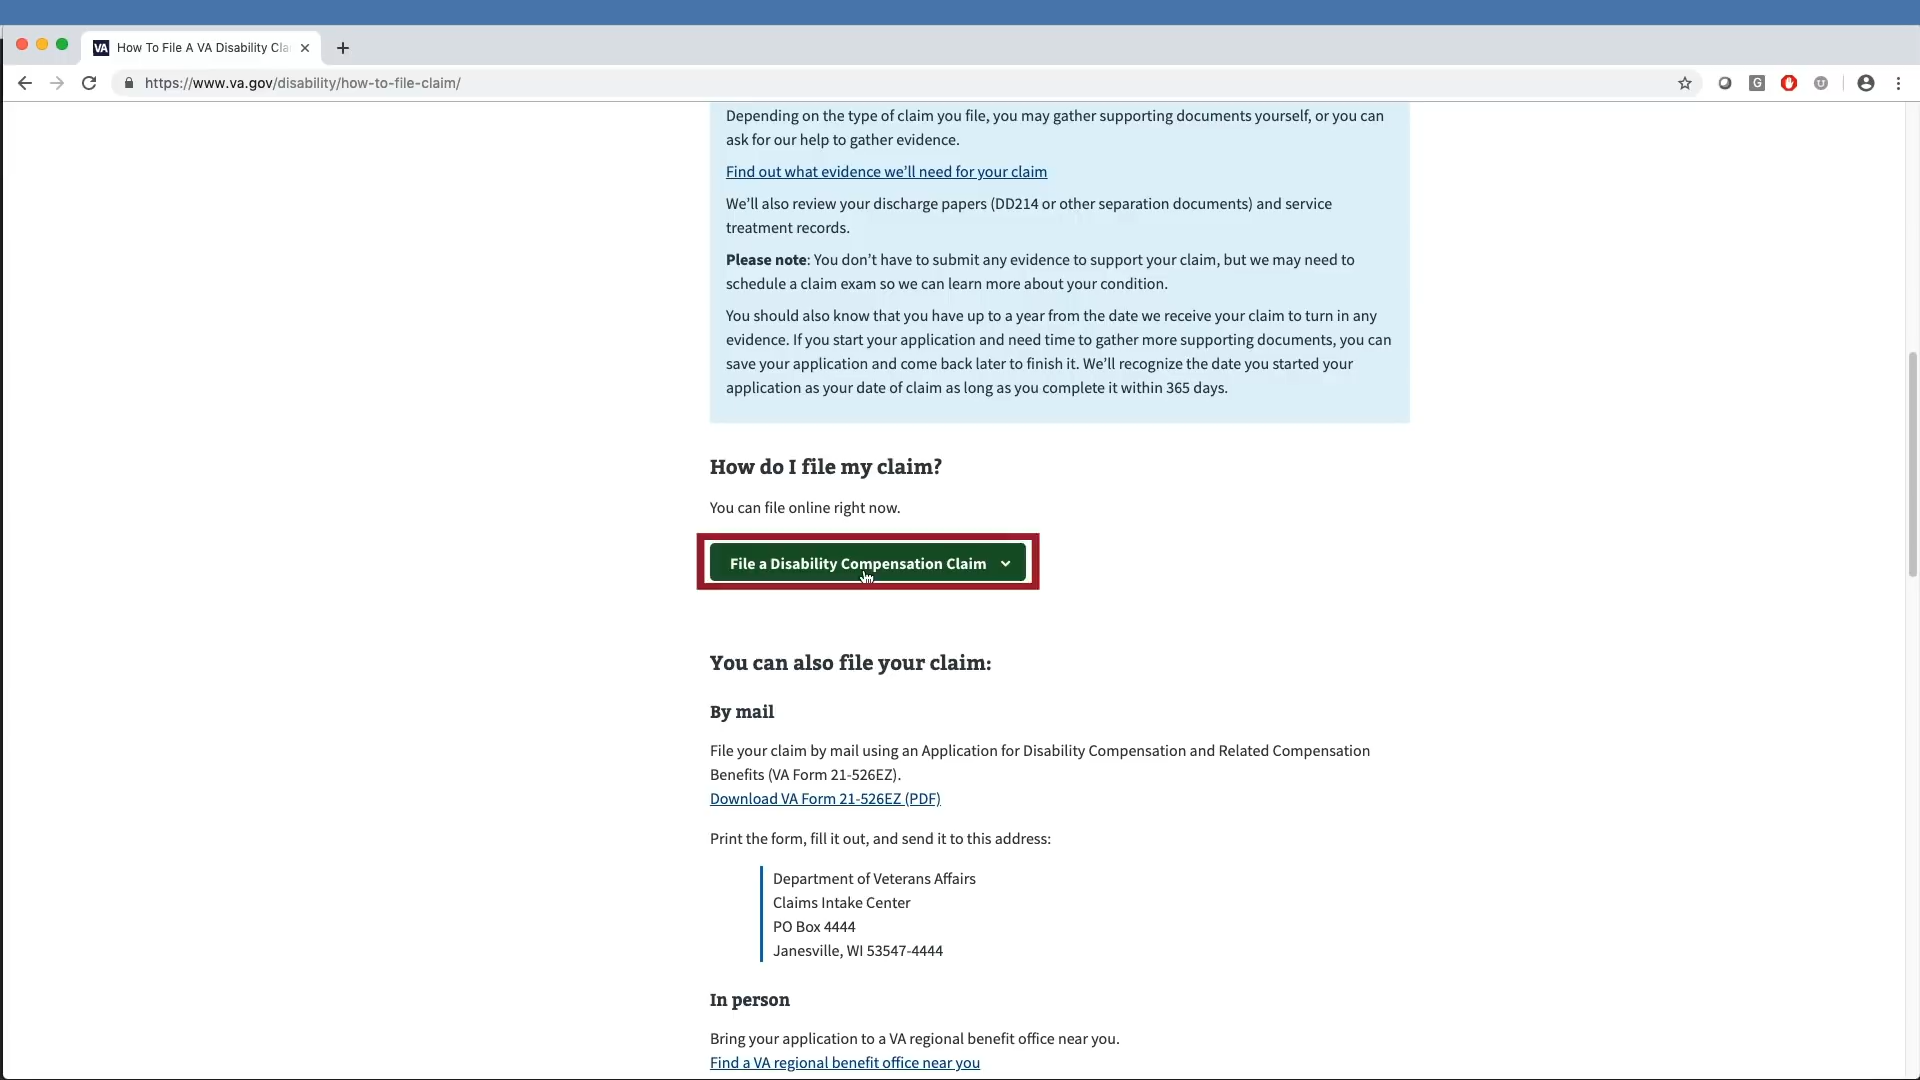 VA How To File A VA Disability Cla
https://www.va.gov/disability/how-to-file-claim/
G
Depending on the type of claim you file, you may gather supporting documents yourself, or you can
ask for our help to gather evidence.
Find out what evidence we’ll need for your claim
We’ll also review your discharge papers (DD214 or other separation documents) and service
treatment records.
Please note: You don’t have to submit any evidence to support your claim, but we may need to
schedule a claim exam so we can learn more about your condition.
You should also know that you have up to a year from the date we receive your claim to turn in any
evidence. If you start your application and need time to gather more supporting documents, you can
save your application and come back later to finish it. We’ll recognize the date you started your
application as your date of claim as long as you complete it within 365 days.
How do I file my claim?
You can file online right now.
File a Disability Compensation Claim
You can also file your claim:
By mail
File your claim by mail using an Application for Disability Compensation and Related Compensation
Benefits (VA Form 21-526EZ).
Download VA Form 21-526EZ (PDF)
Print the form, fill it out, and send it to this address:
Department of Veterans Affairs
Claims Intake Center
PO Box 4444
Janesville, WI 53547-4444
In person
Bring your application to a VA regional benefit office near you.
Find a VA regional benefit office near you